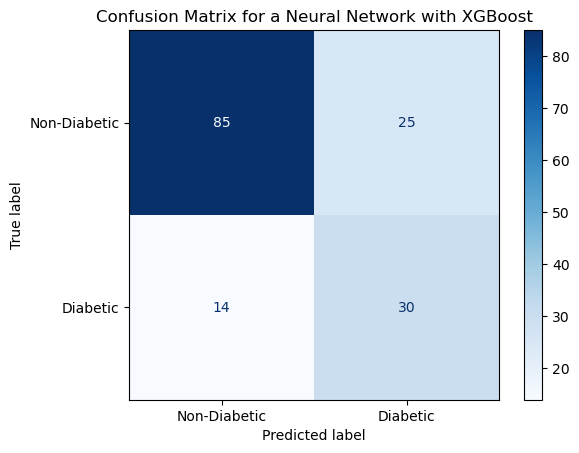 Confusion Matrix for a Neural Network with XGBoost
True label
Non-Diabetic
85
25
Diabetic
14
30
Non-Diabetic
Diabetic
Predicted label
80
70
60
50
40
30
20